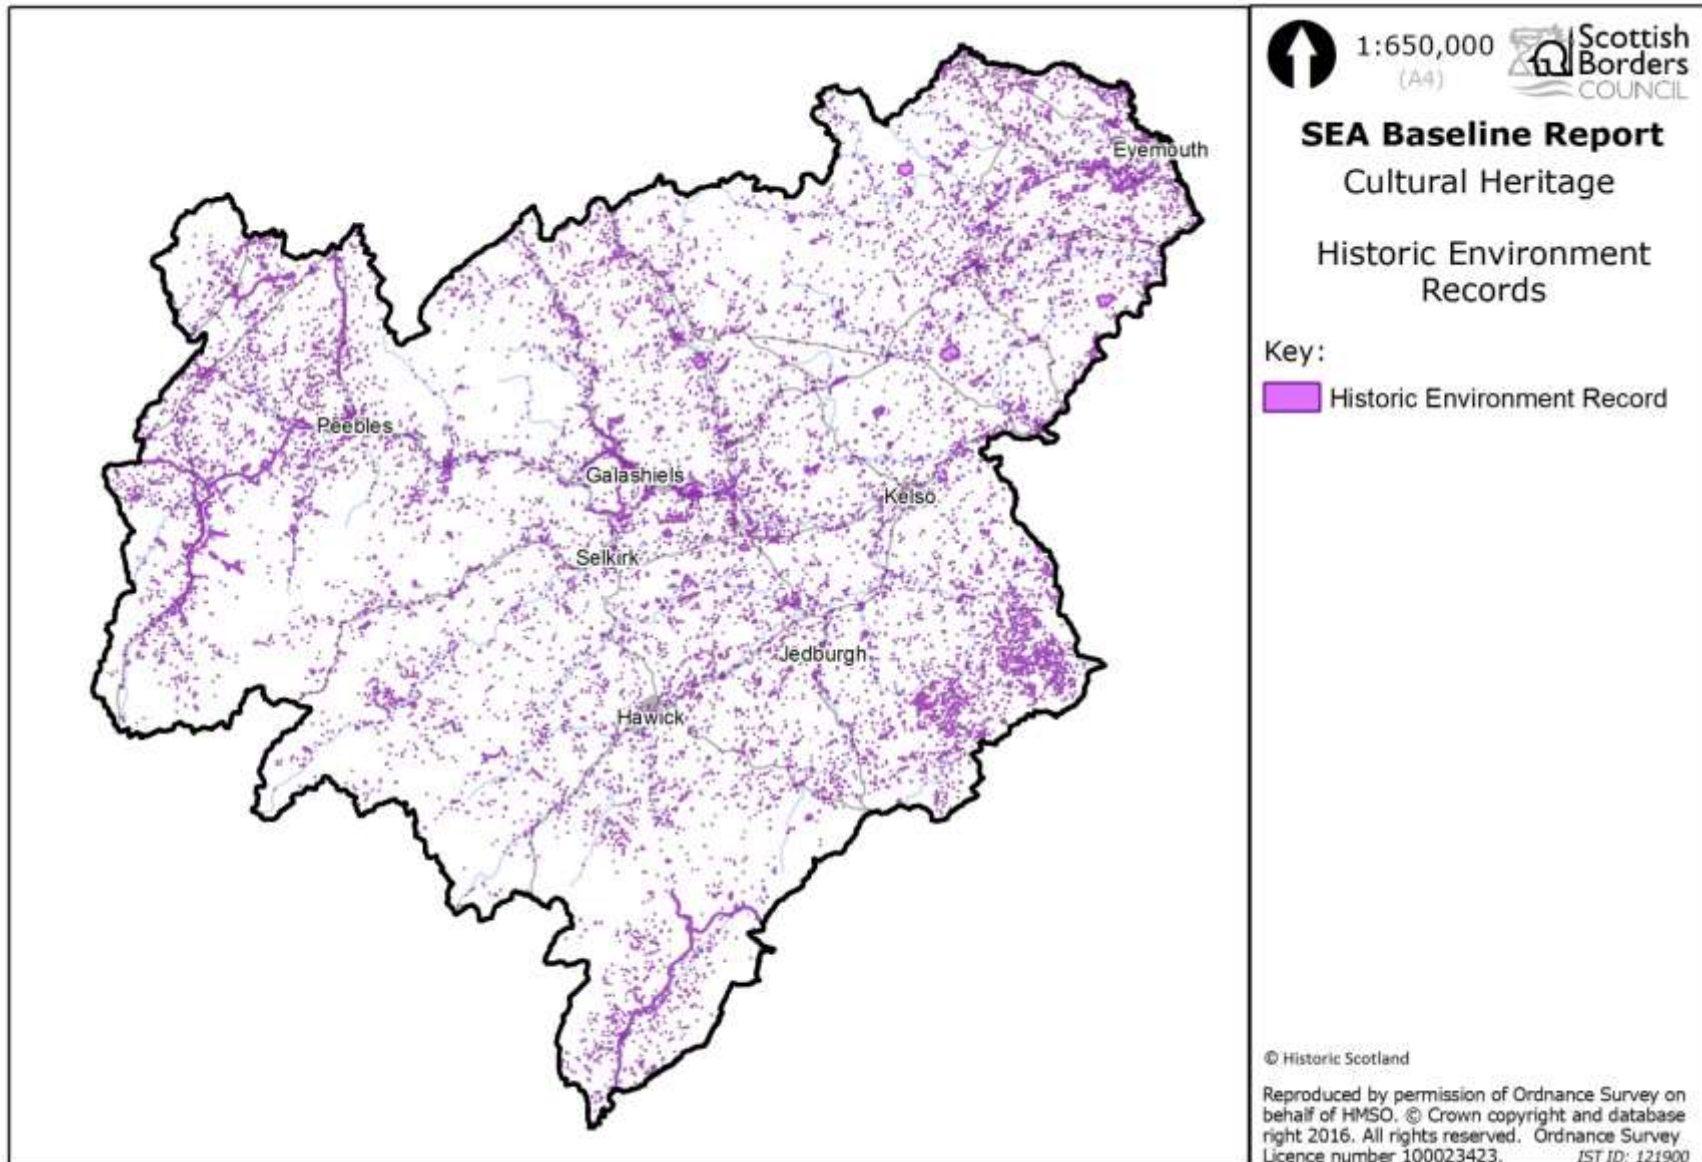 1:650,000
(A4)
Scottish
Borders
COUNCIL
SEA Baseline Report
Cultural Heritage
Historic Environment
Records
Key:
Historic Environment Record
Eyemouth
Peebles
Galashiels
Kelso
Selkirk
Jedburgh
Hawick
© Historic Scotland
Reproduced by permission of Ordnance Survey on
behalf of HMSO. © Crown copyright and database
right 2016. All rights reserved. Ordnance Survey
Licence number 100023423. IST ID: 121900